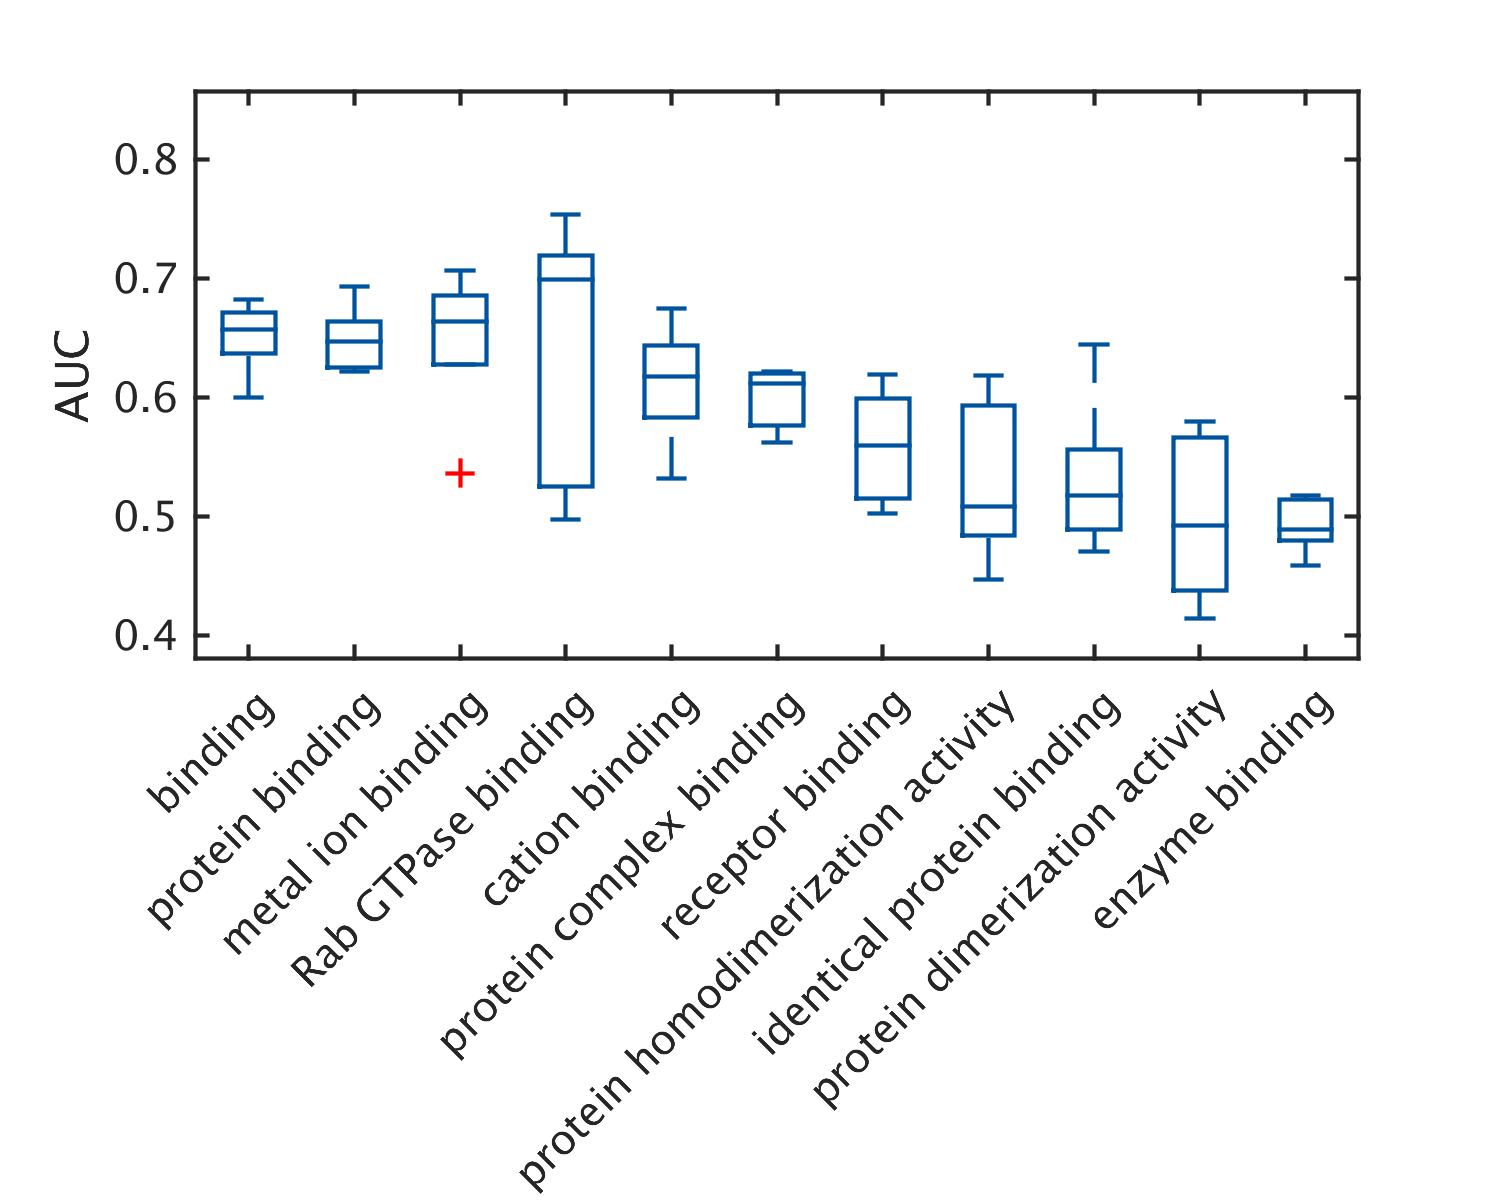 0.8
0.7
0.6
0.5
0.4
AUC
binding
protein binding
metal ion binding
Rab GTPase binding
cation binding
protein complex binding
receptor binding
protein homodimerization activity
identical protein binding
protein dimerization activity
enzyme binding